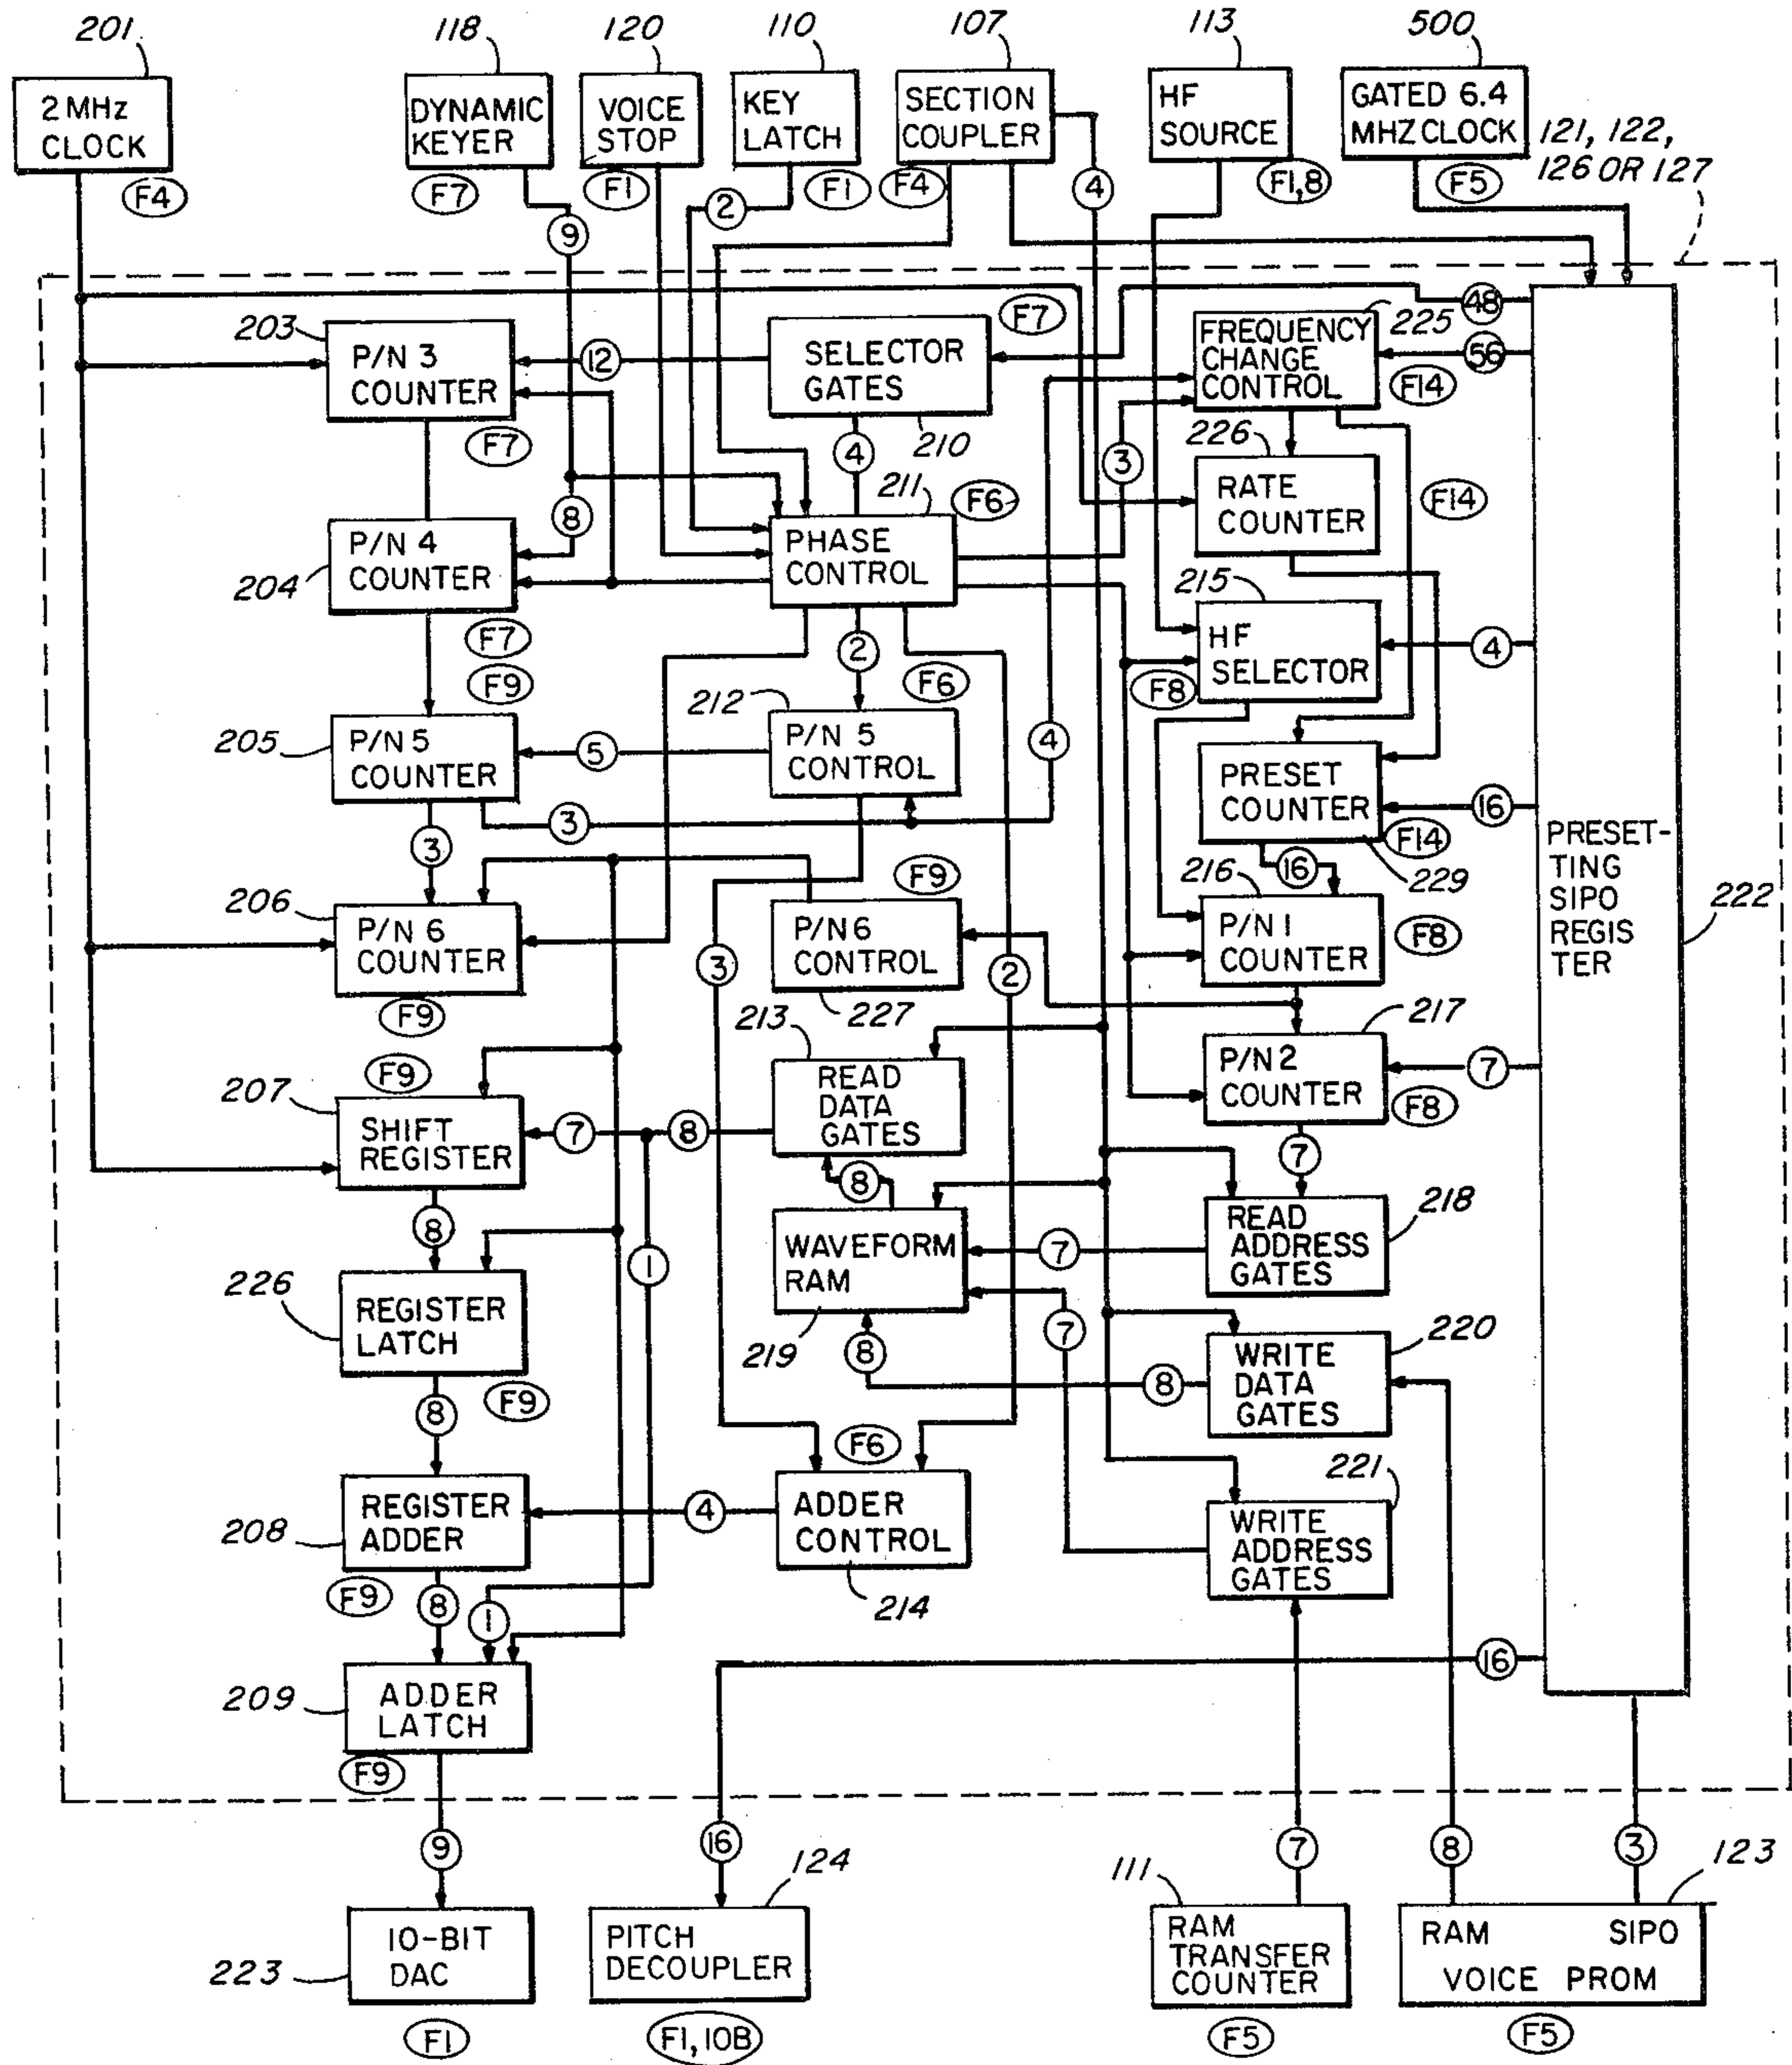 201
118
120
110
107
113
500
2 MHz
CLOCK
DYNAMIC
KEYER
VOICE
STOP
KEY
LATCH
SECTION
COUPLER
HF
SOURCE
GATED 6.4
MHZ CLOCK
121, 122,
126 OR 127
F4
F7
F1
F1
F4
F1,8
F5
2
4
9
203
P/N 3
COUNTER
F7
12
SELECTOR
GATES
F7
210
48
FREQUENCY
CHANGE
CONTROL
225
56
F14
4
211
F6
3
226
RATE
COUNTER
F14
8
P/N 4
COUNTER
204
F7
F9
PHASE
CONTROL
2
F6
215
HF
SELECTOR
F8
4
212
P/N 5
CONTROL
205
P/N 5
COUNTER
5
3
3
4
PRESET
COUNTER
16
F14
229
16
PRESET-
TING
SIPO
REGIS
TER
222
206
P/N 6
COUNTER
F9
F9
P/N 6
CONTROL
227
3
2
216
P/N 1
COUNTER
F8
217
P/N 2
COUNTER
F8
7
7
213
READ
DATA
GATES
207
F9
SHIFT
REGISTER
7
8
8
8
218
READ
ADDRESS
GATES
7
WAVEFORM
RAM
219
1
226
REGISTER
LATCH
F9
8
7
8
8
220
WRITE
DATA
GATES
221
WRITE
ADDRESS
GATES
F6
ADDER
CONTROL
214
4
REGISTER
ADDER
208
F9
8
1
16
209
ADDER
LATCH
F9
9
16
124
7
111
8
3
123
10-BIT
DAC
223
F1
PITCH
DECOUPLER
F1,10B
RAM
TRANSFER
COUNTER
F5
RAM SIPO
VOICE PROM
F5